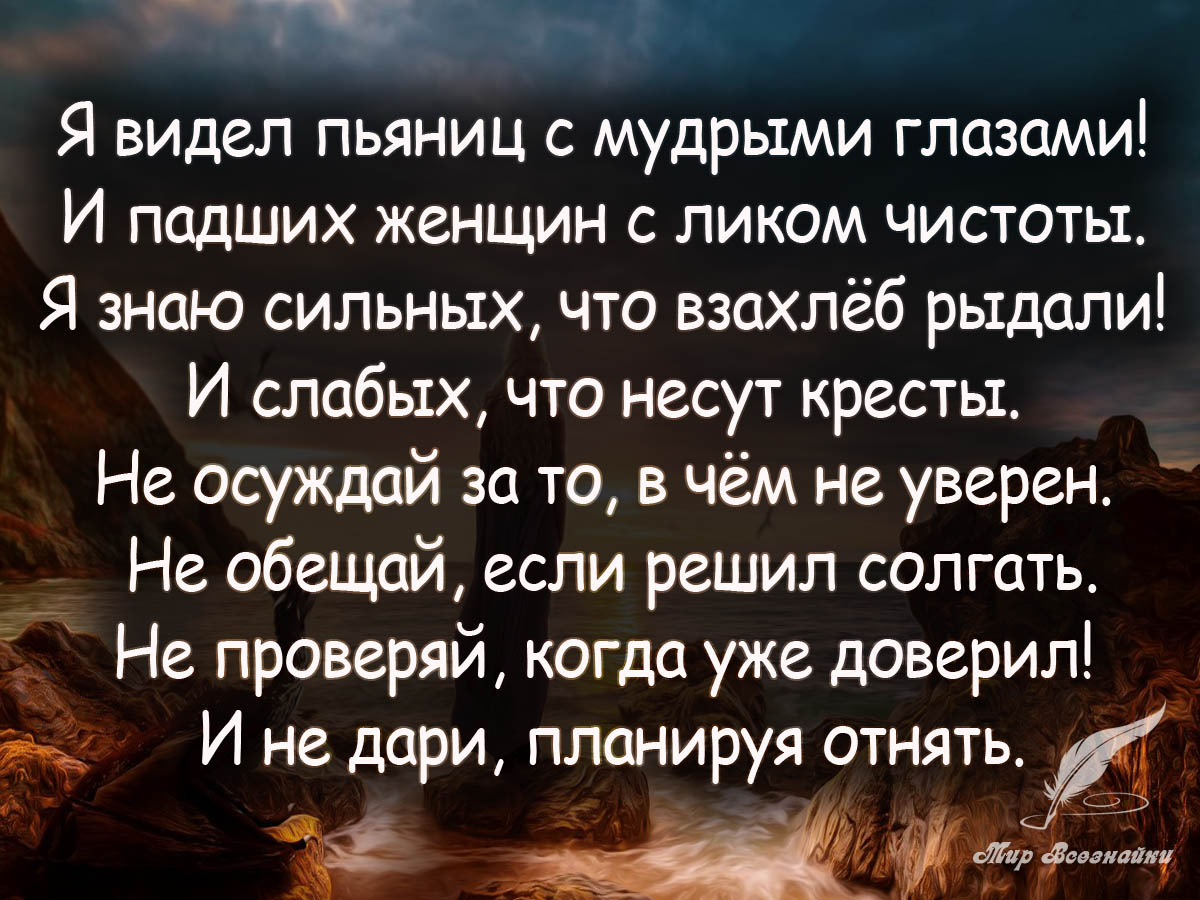 Я видел пьяниц с мудрыми глазами!
И падших женщин с ликом чистоты.
Я знаю сильных, что взахлёб рыдали!
И слабых, что несут кресты.
Не осуждай за то, в чём не уверен.
Не обещай, если решил солгать.
Не проверяй, когда уже доверил!
И не дари, планируя отнять.
Мир Всезнайки